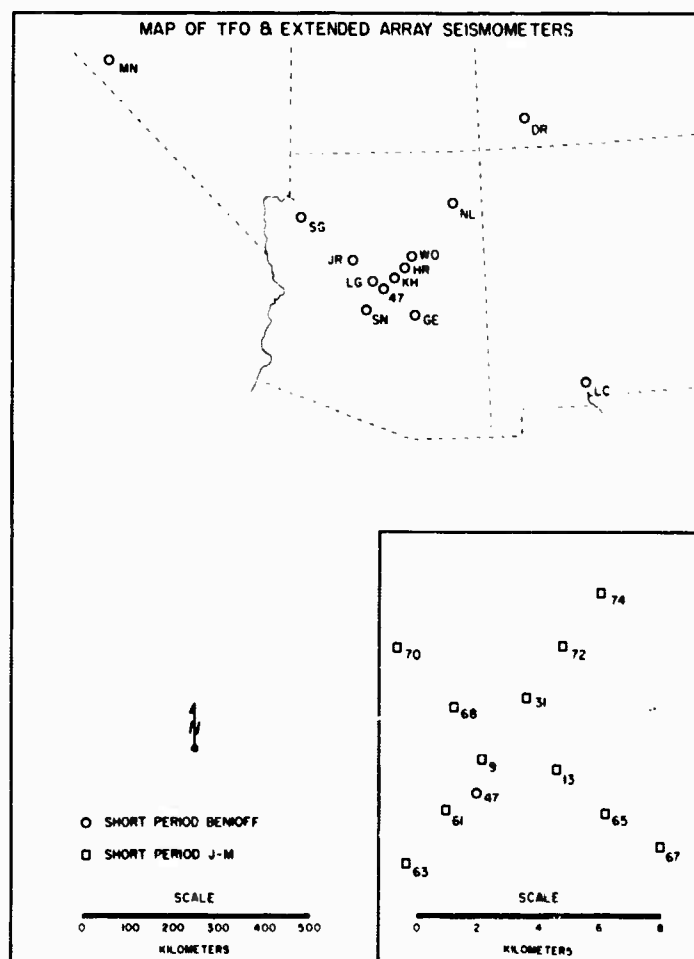 MAP OF TFO & EXTENDED ARRAY SEISMOMETERS
MN
DR
NL
SG
WO
JR
HR
LG
KH
47
SN
GE
LC
74
70
72
31
68
9
13
47
61
65
67
63
N
O SHORT PERIOD BENIOFF
□ SHORT PERIOD J-M
SCALE
0 100 200 300 400 500
KILOMETERS
SCALE
0 2 4 6 8
KILOMETERS